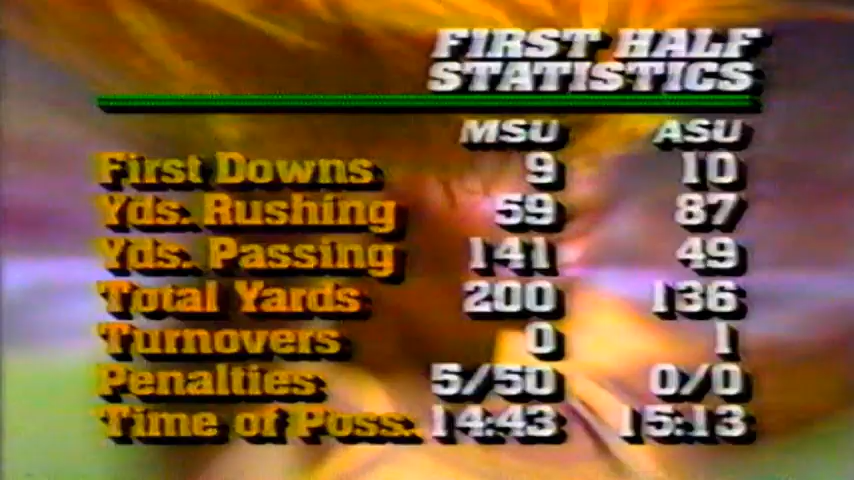 FIRST HALF
STATISTICS
MSU ASU
First Downs 9 10
Yds. Rushing 59 87
Yds. Passing 141 49
Total Yards 200 136
Turnovers 0 1
Penalties 5/50 0/0
Time of Poss. 14:43 15:13